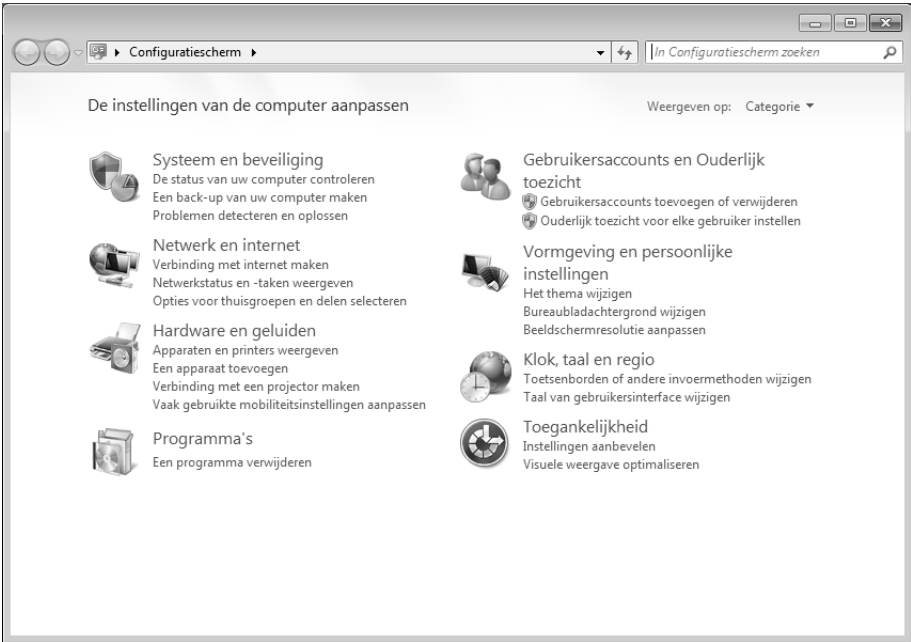 Configuratiescherm
In Configuratiescherm zoeken
De instellingen van de computer aanpassen
Weergeven op: Categorie
Systeem en beveiliging
De status van uw computer controleren
Een back-up van uw computer maken
Problemen detecteren en oplossen
Netwerk en internet
Verbinding met internet maken
Netwerkstatus en -taken weergeven
Opties voor thuisgroepen en delen selecteren
Hardware en geluiden
Apparaten en printers weergeven
Een apparaat toevoegen
Verbinding met een projector maken
Vaak gebruikte mobiliteitsinstellingen aanpassen
Programma's
Een programma verwijderen
Gebruikersaccounts en Ouderlijk
toezicht
Gebruikersaccounts toevoegen of verwijderen
Ouderlijk toezicht voor elke gebruiker instellen
Vormgeving en persoonlijke
instellingen
Het thema wijzigen
Bureaubladachtergrond wijzigen
Beeldschermresolutie aanpassen
Klok, taal en regio
Toetsenborden of andere invoermethoden wijzigen
Taal van gebruikersinterface wijzigen
Toegankelijkheid
Instellingen aanbevelen
Visuele weergave optimaliseren